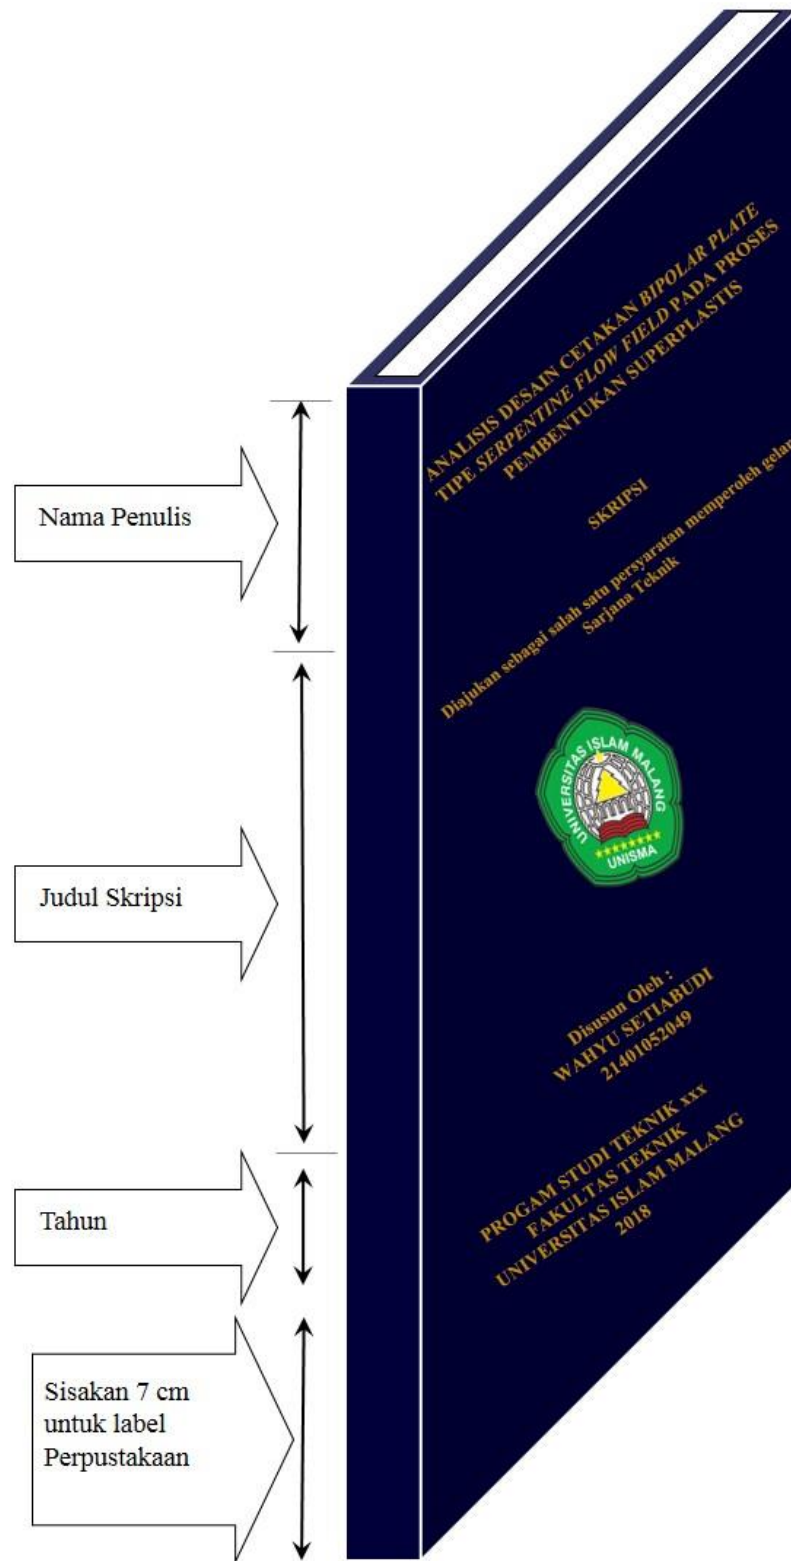 ANALISIS DESAIN CETAKAN BIPOLAR PLATE
TIPE SERPENTINE FLOW FIELD PADA PROSES
PEMBENTUKAN SUPERPLASTIS
SKRIPSI
Diajukan sebagai salah satu persyaratan memperoleh gelar
Sarjana Teknik
UNIVERSITAS ISLAM MALANG
UNISMA
Disusun Oleh :
WAHYU SETIABUDI
21401052049
PROGAM STUDI TEKNIK xxx
FAKULTAS TEKNIK
UNIVERSITAS ISLAM MALANG
2018
Nama Penulis
Judul Skripsi
Tahun
Sisakan 7 cm
untuk label
Perpustakaan